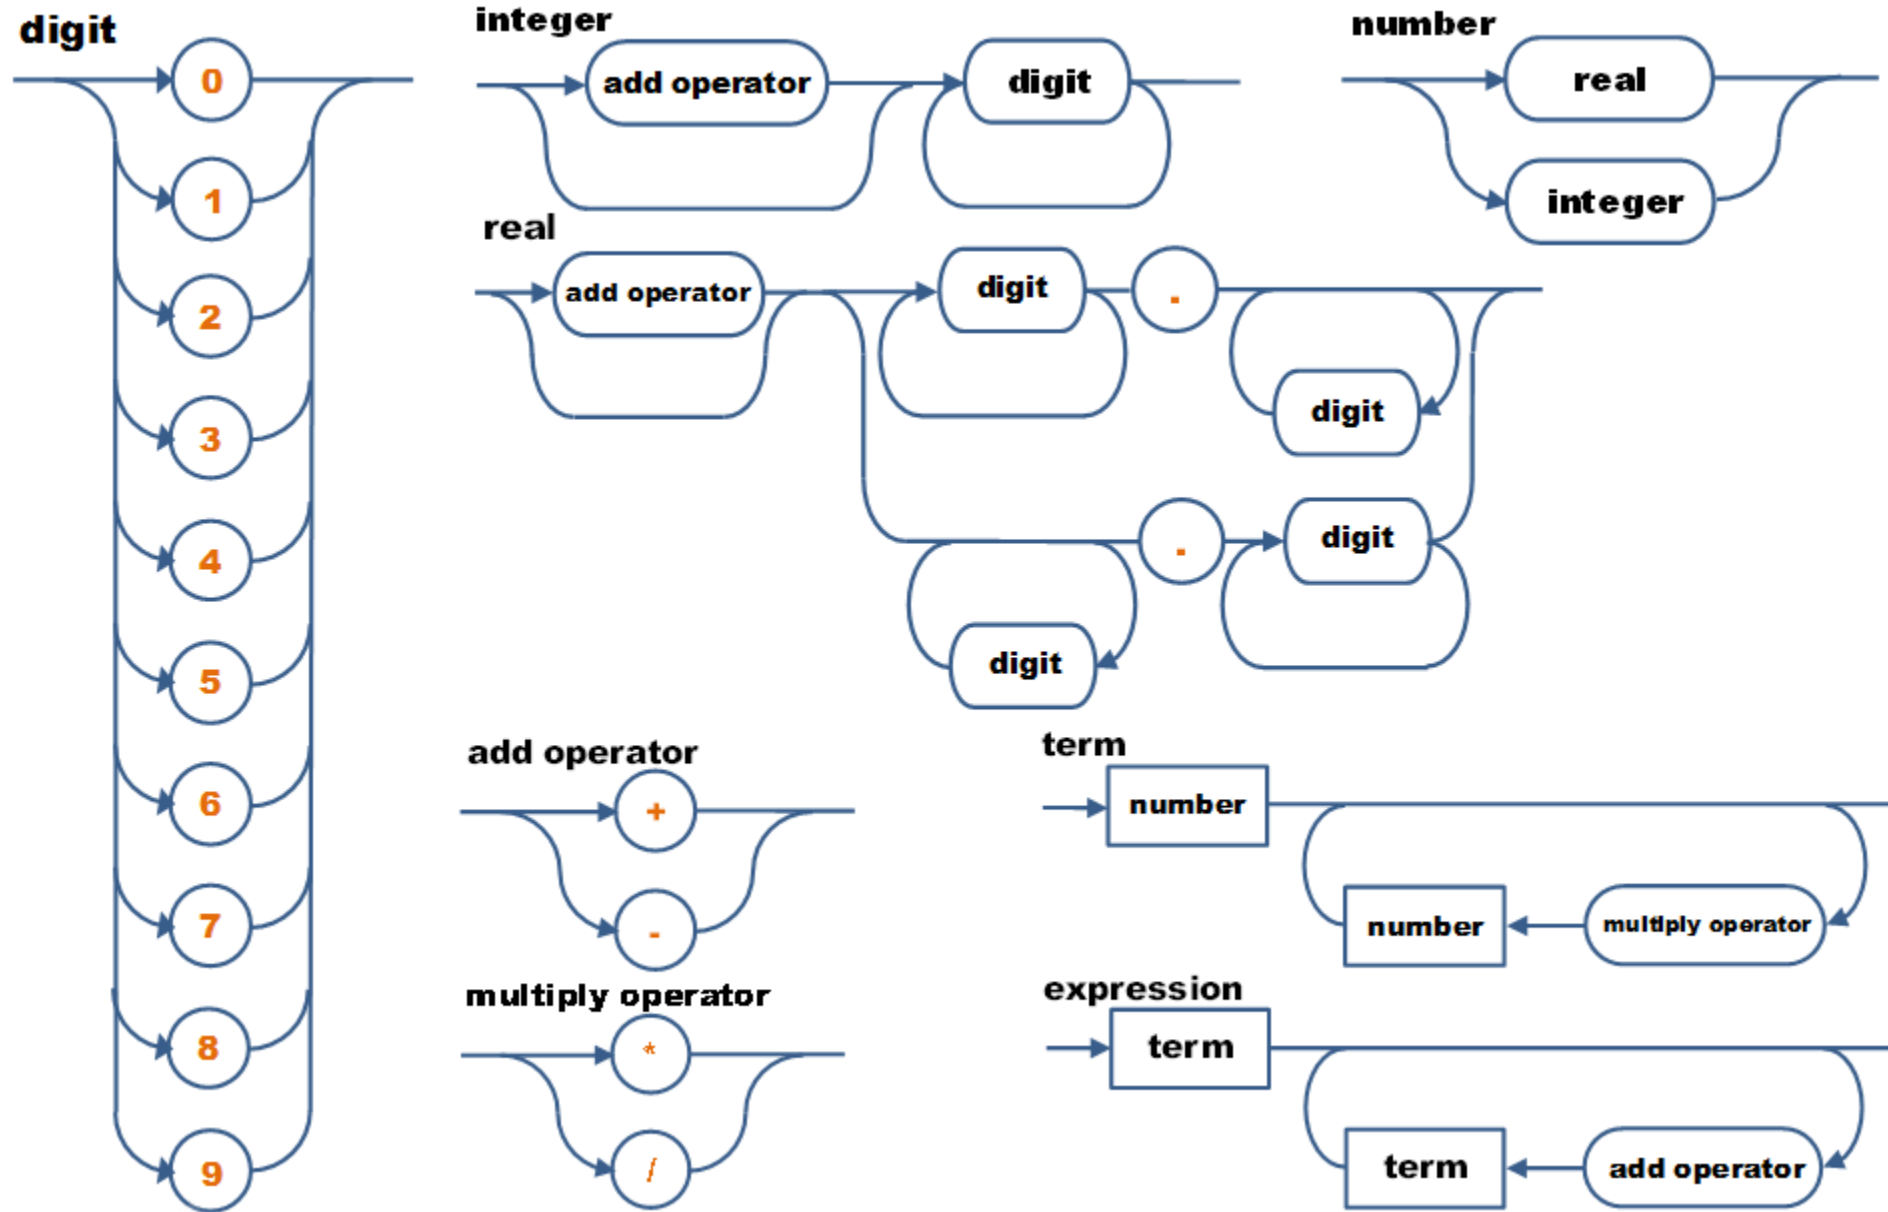 digit
0
1
2
3
4
5
6
7
8
9
integer
add operator
digit
number
real
integer
real
add operator
digit
.
digit
.
digit
digit
add operator
+
-
multiply operator
*
/
term
number
number
multiply operator
expression
term
term
add operator